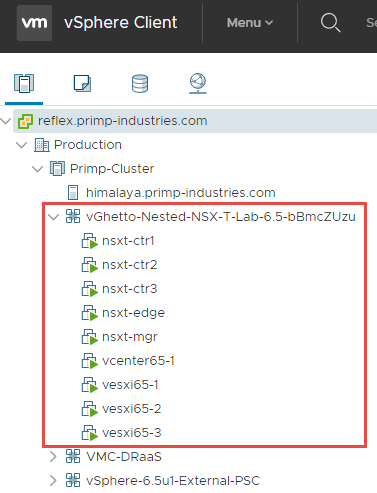 vm vSphere Client Menu Se
reflex.primp-industries.com
Production
Primp-Cluster
himalaya.primp-industries.com
vGhetto-Nested-NSX-T-Lab-6.5-bBmcZUzu
nsxt-ctr1
nsxt-ctr2
nsxt-ctr3
nsxt-edge
nsxt-mgr
vcenter65-1
vesxi65-1
vesxi65-2
vesxi65-3
VMC-DRaaS
vSphere-6.5u1-External-PSC